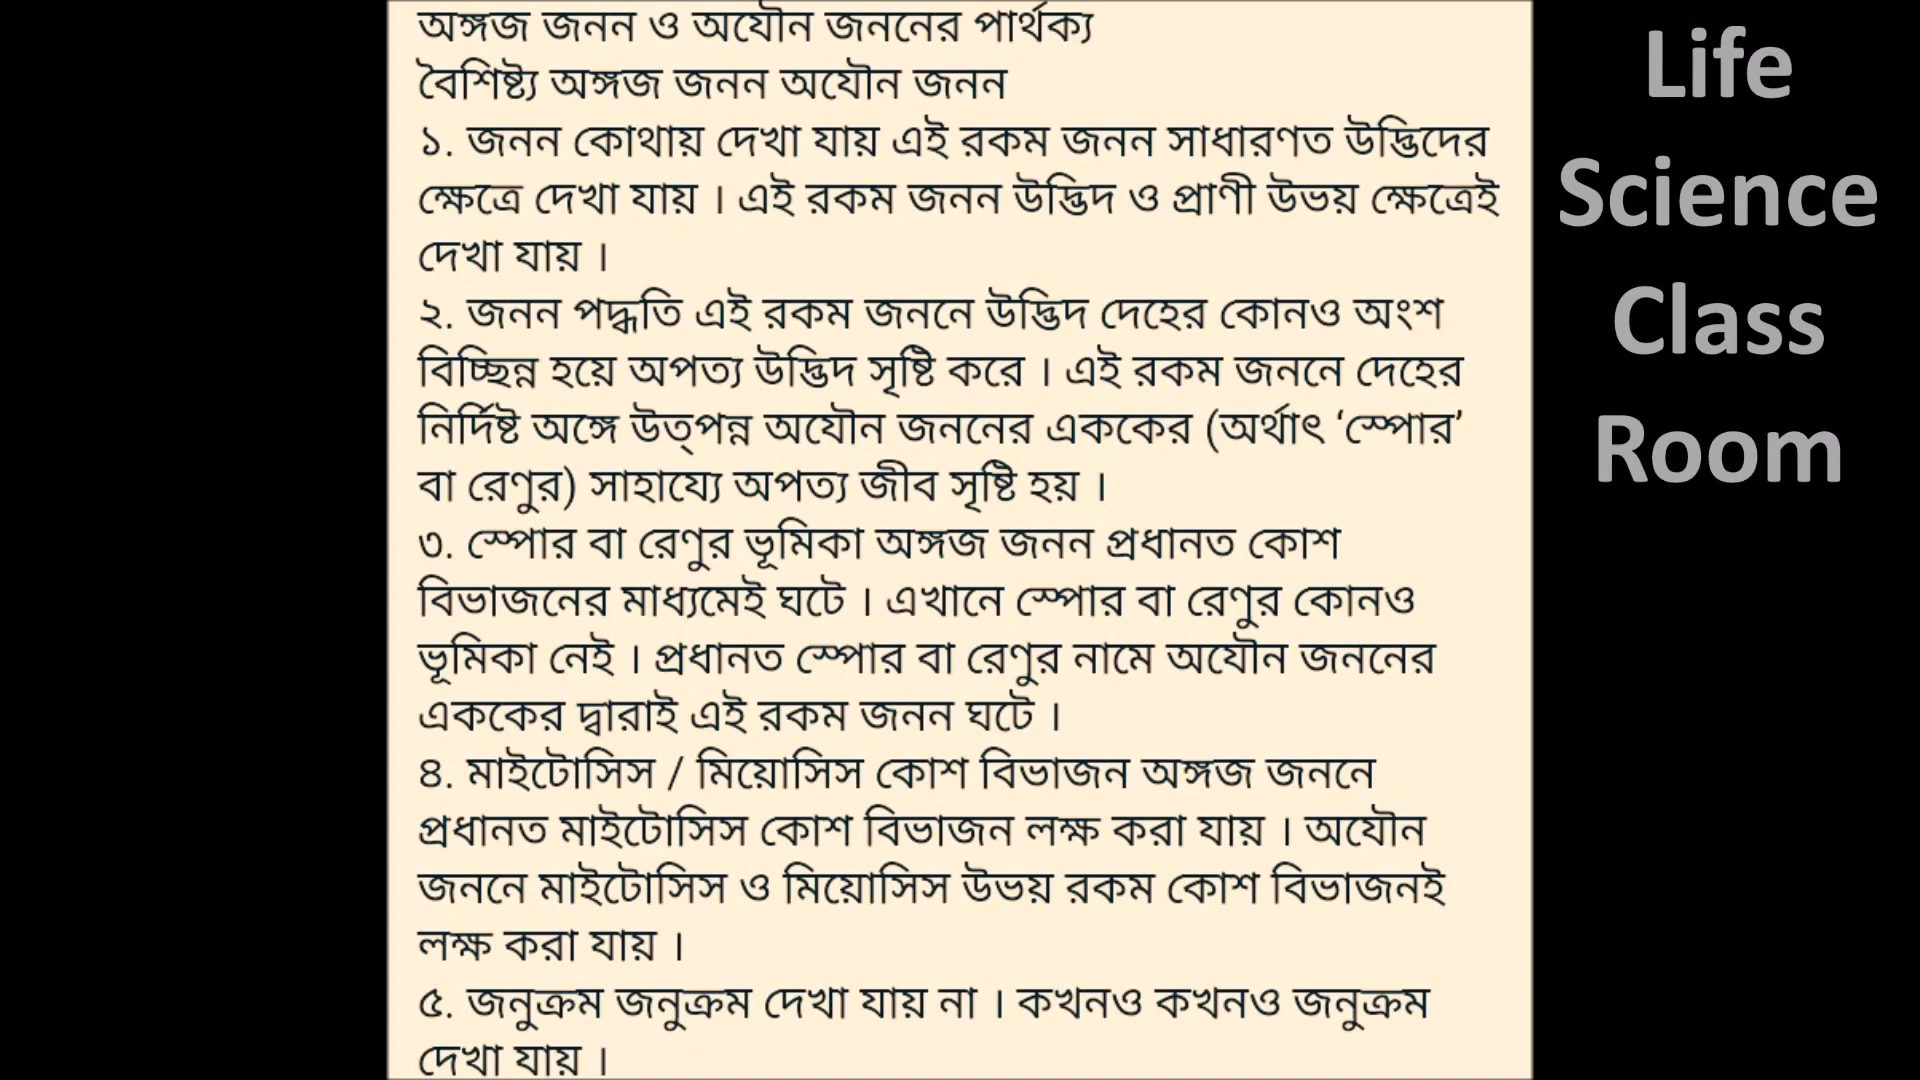 অঙ্গজ জনন ও অযৌন জননের পার্থক্য
বৈশিষ্ট্য অঙ্গজ জনন অযৌন জনন
১. জনন কোথায় দেখা যায় এই রকম জনন সাধারণত উদ্ভিদের
ক্ষেত্রে দেখা যায় । এই রকম জনন উদ্ভিদ ও প্রাণী উভয় ক্ষেত্রেই
দেখা যায় ।
২. জনন পদ্ধতি এই রকম জননে উদ্ভিদ দেহের কোনও অংশ
বিচ্ছিন্ন হয়ে অপত্য উদ্ভিদ সৃষ্টি করে । এই রকম জননে দেহের
নির্দিষ্ট অঙ্গে উত্পন্ন অযৌন জননের এককের (অর্থাৎ ‘স্পোর’
বা রেণুর) সাহায্যে অপত্য জীব সৃষ্টি হয় ।
৩. স্পোর বা রেণুর ভূমিকা অঙ্গজ জনন প্রধানত কোশ
বিভাজনের মাধ্যমেই ঘটে । এখানে স্পোর বা রেণুর কোনও
ভূমিকা নেই । প্রধানত স্পোর বা রেণুর নামে অযৌন জননের
এককের দ্বারাই এই রকম জনন ঘটে ।
৪. মাইটোসিস / মিয়োসিস কোশ বিভাজন অঙ্গজ জননে
প্রধানত মাইটোসিস কোশ বিভাজন লক্ষ করা যায় । অযৌন
জননে মাইটোসিস ও মিয়োসিস উভয় রকম কোশ বিভাজনই
লক্ষ করা যায় ।
৫. জনুক্রম জনুক্রম দেখা যায় না । কখনও কখনও জনুক্রম
দেখা যায় ।
Life
Science
Class
Room